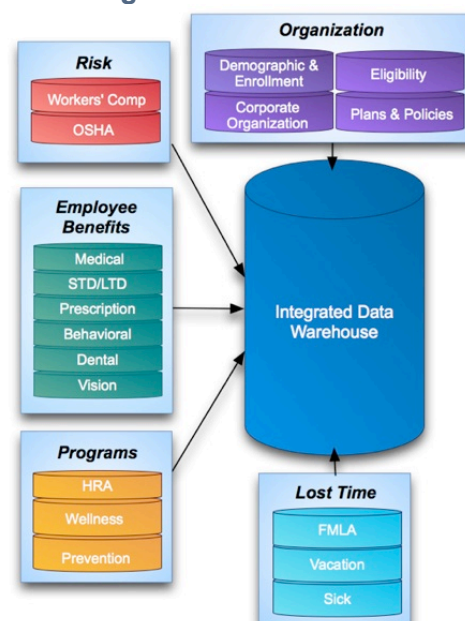 Organization
Demographic &
Enrollment
Eligibility
Corporate
Organization
Plans & Policies
Risk
Workers' Comp
OSHA
Employee
Benefits
Medical
STD/LTD
Prescription
Behavioral
Dental
Vision
Integrated Data
Warehouse
Programs
HRA
Wellness
Prevention
Lost Time
FMLA
Vacation
Sick